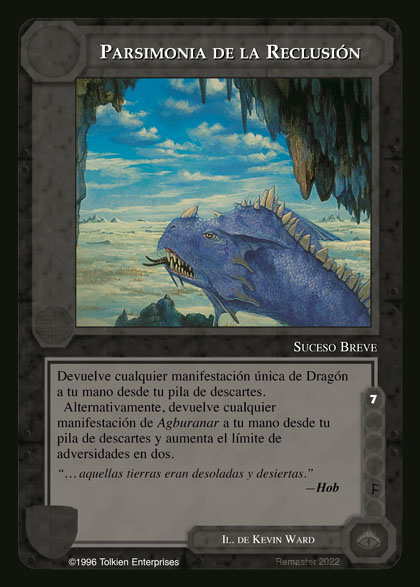 Parsimonia de la Reclusión
Suceso Breve
Devuelve cualquier manifestación única de Dragón
a tu mano desde tu pila de descartes.
Alternativamente, devuelve cualquier
manifestación de Agburanar a tu mano desde tu
pila de descartes y aumenta el límite de
adversidades en dos.
“… aquellas tierras eran desoladas y desiertas.”
—Hob
7
Il. de Kevin Ward
©1996 Tolkien Enterprises
Remaster 2022